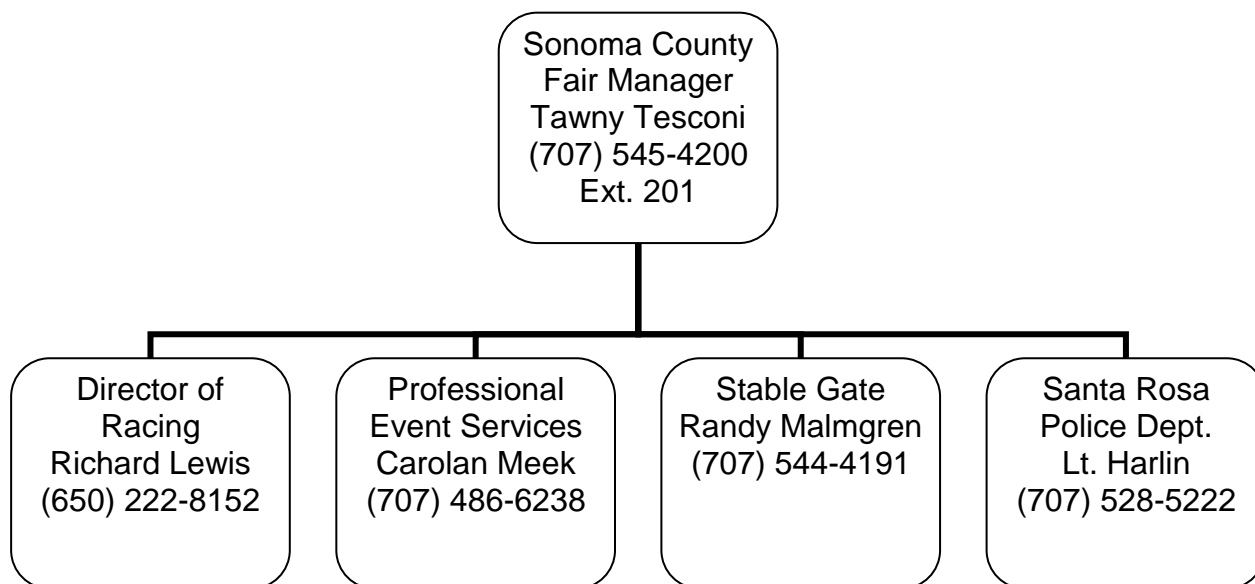 Sonoma County
Fair Manager
Tawny Tesconi
(707) 545-4200
Ext. 201
Director of
Racing
Richard Lewis
(650) 222-8152
Professional
Event Services
Carolan Meek
(707) 486-6238
Stable Gate
Randy Malmgren
(707) 544-4191
Santa Rosa
Police Dept.
Lt. Harlin
(707) 528-5222